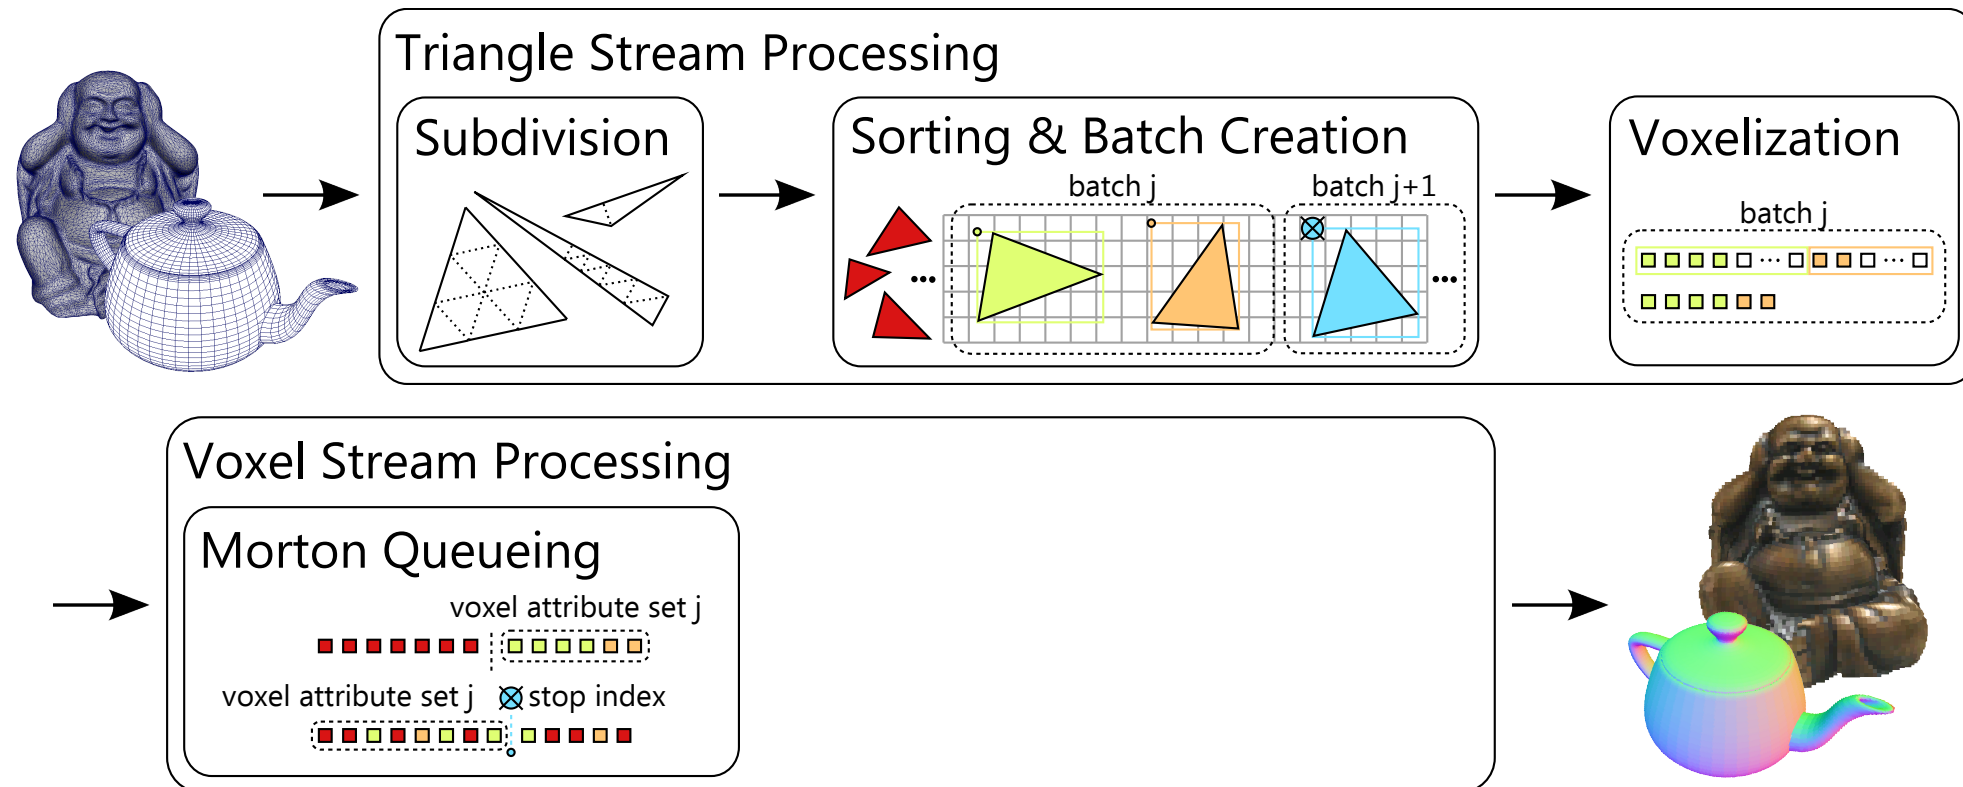 Triangle Stream Processing
Subdivision
Sorting & Batch Creation
batch j
batch j+1
Voxelization
batch j
Voxel Stream Processing
Morton Queueing
voxel attribute set j
voxel attribute set j
stop index